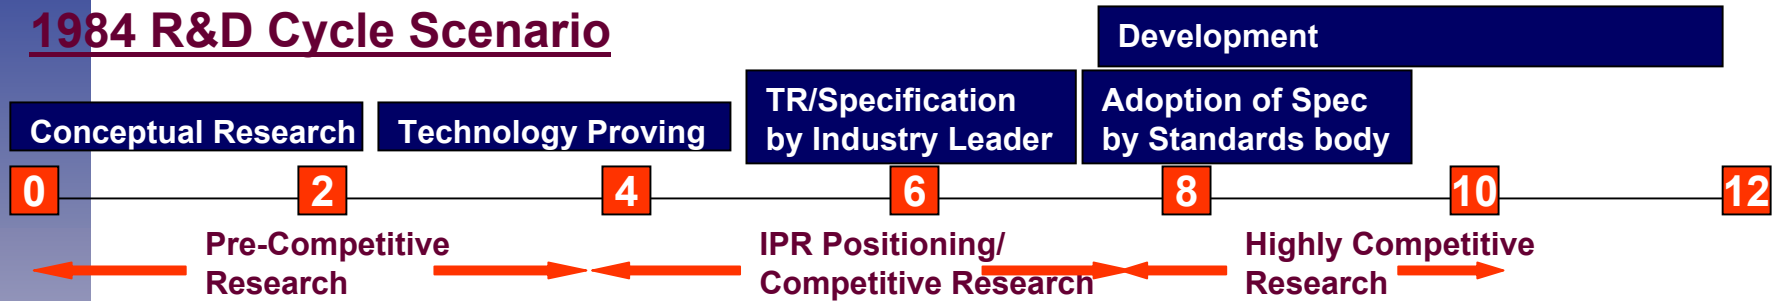 1984 R&D Cycle Scenario
Development
Conceptual Research
Technology Proving
TR/Specification
by Industry Leader
Adoption of Spec
by Standards body
0
2
4
6
8
10
12
Pre-Competitive
Research
IPR Positioning/
Competitive Research
Highly Competitive
Research